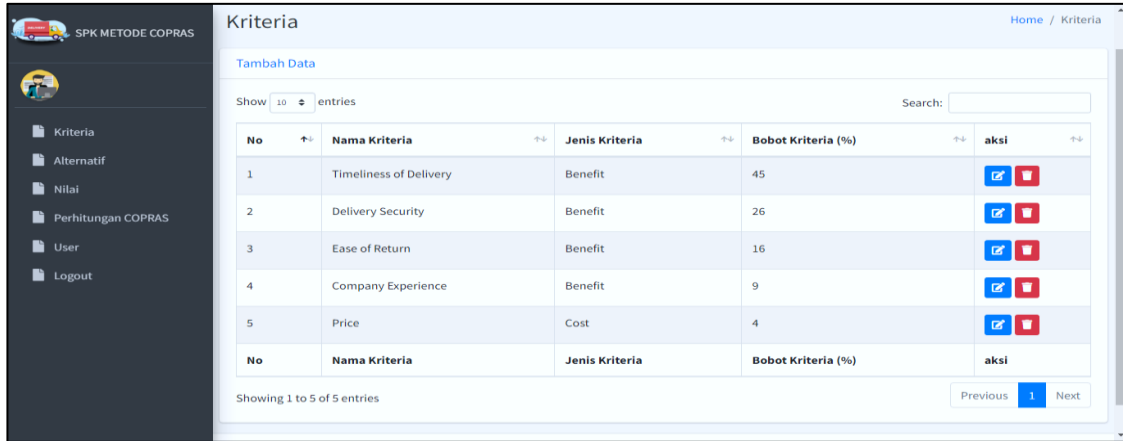 SPK METODE COPRAS
Kriteria
Alternatif
Nilai
Perhitungan COPRAS
User
Logout
Kriteria
Home / Kriteria
Tambah Data
Show 10 entries
Search:
No Nama Kriteria Jenis Kriteria Bobot Kriteria (%) aksi
1 Timeliness of Delivery Benefit 45
2 Delivery Security Benefit 26
3 Ease of Return Benefit 16
4 Company Experience Benefit 9
5 Price Cost 4
No Nama Kriteria Jenis Kriteria Bobot Kriteria (%) aksi
Showing 1 to 5 of 5 entries
Previous 1 Next